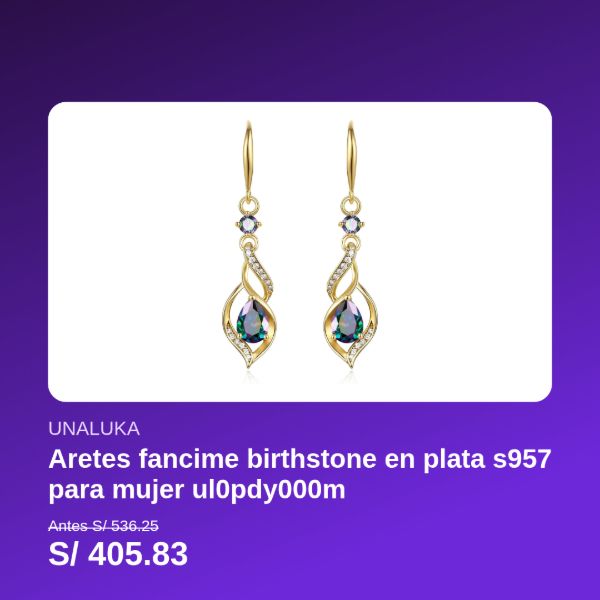 UNALUKA
Aretes fancime birthstone en plata s957
para mujer ul0pdy000m
Antes S/ 536.25
S/ 405.83